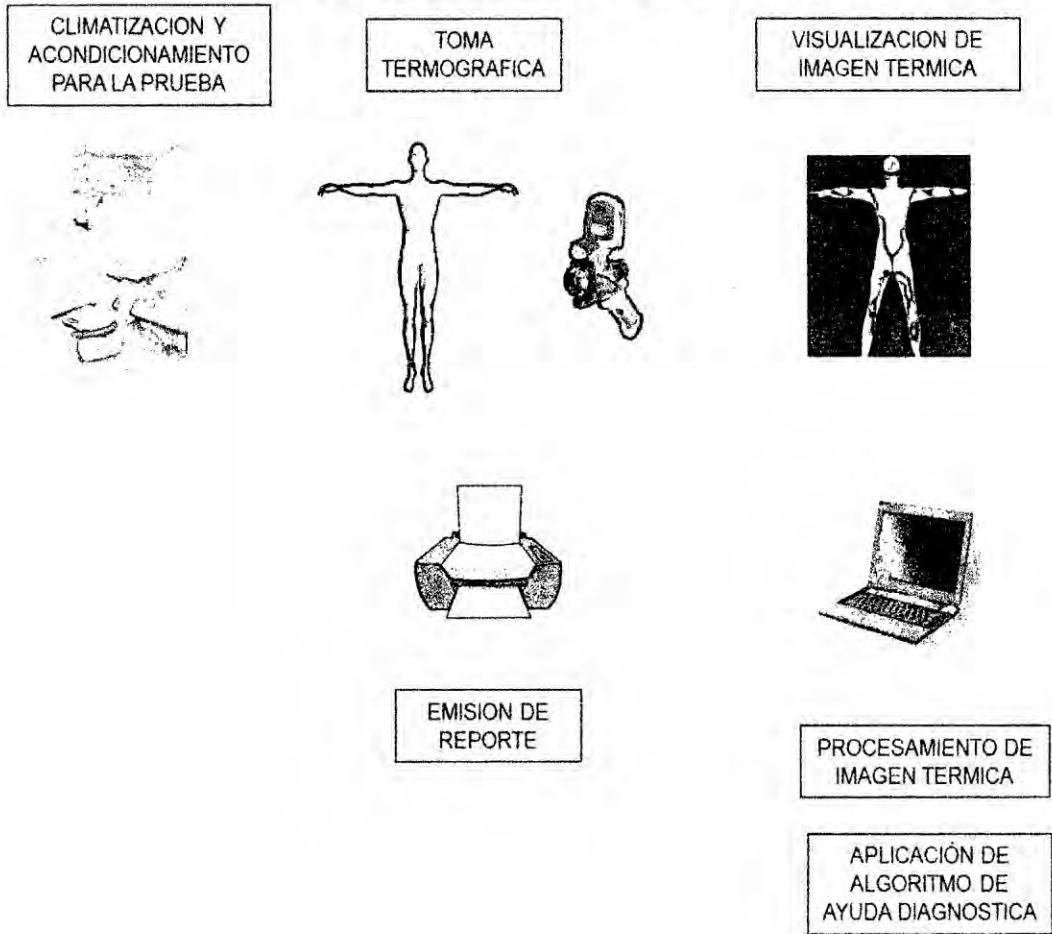 CLIMATIZACION Y
ACONDICIONAMIENTO
PARA LA PRUEBA
TOMA
TERMOGRAFICA
VISUALIZACION DE
IMAGEN TERMICA
EMISION DE
REPORTE
PROCESAMIENTO DE
IMAGEN TERMICA
APLICACIÓN DE
ALGORITMO DE
AYUDA DIAGNOSTICA